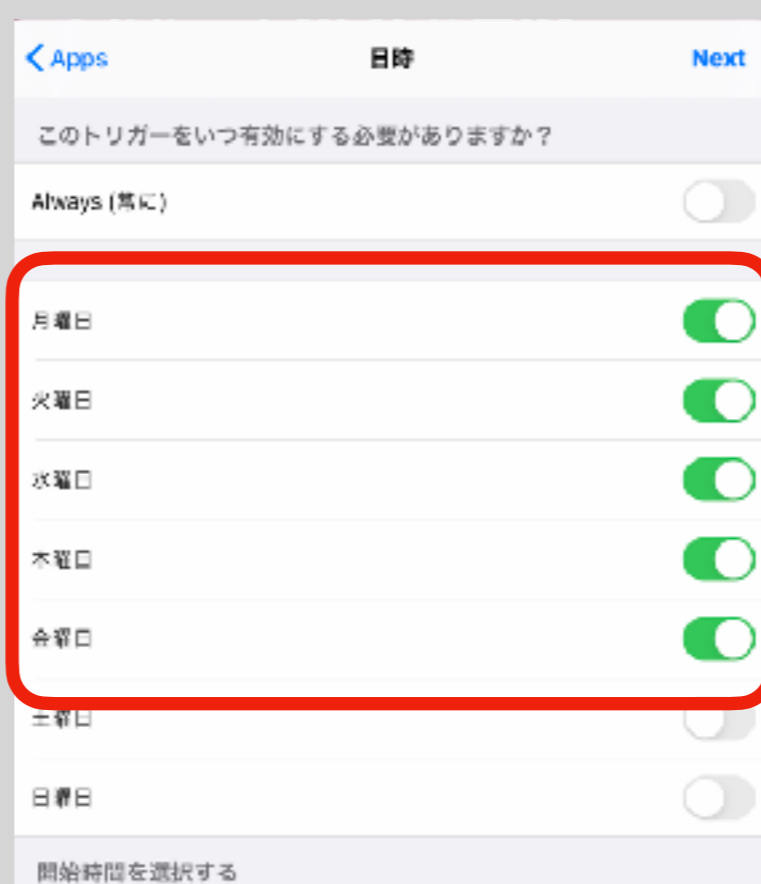 Apps
日時
Next
このトリガーをいつ有効にする必要がありますか?
Always (常に)
月曜日
火曜日
水曜日
木曜日
金曜日
土曜日
日曜日
開始時間を選択する